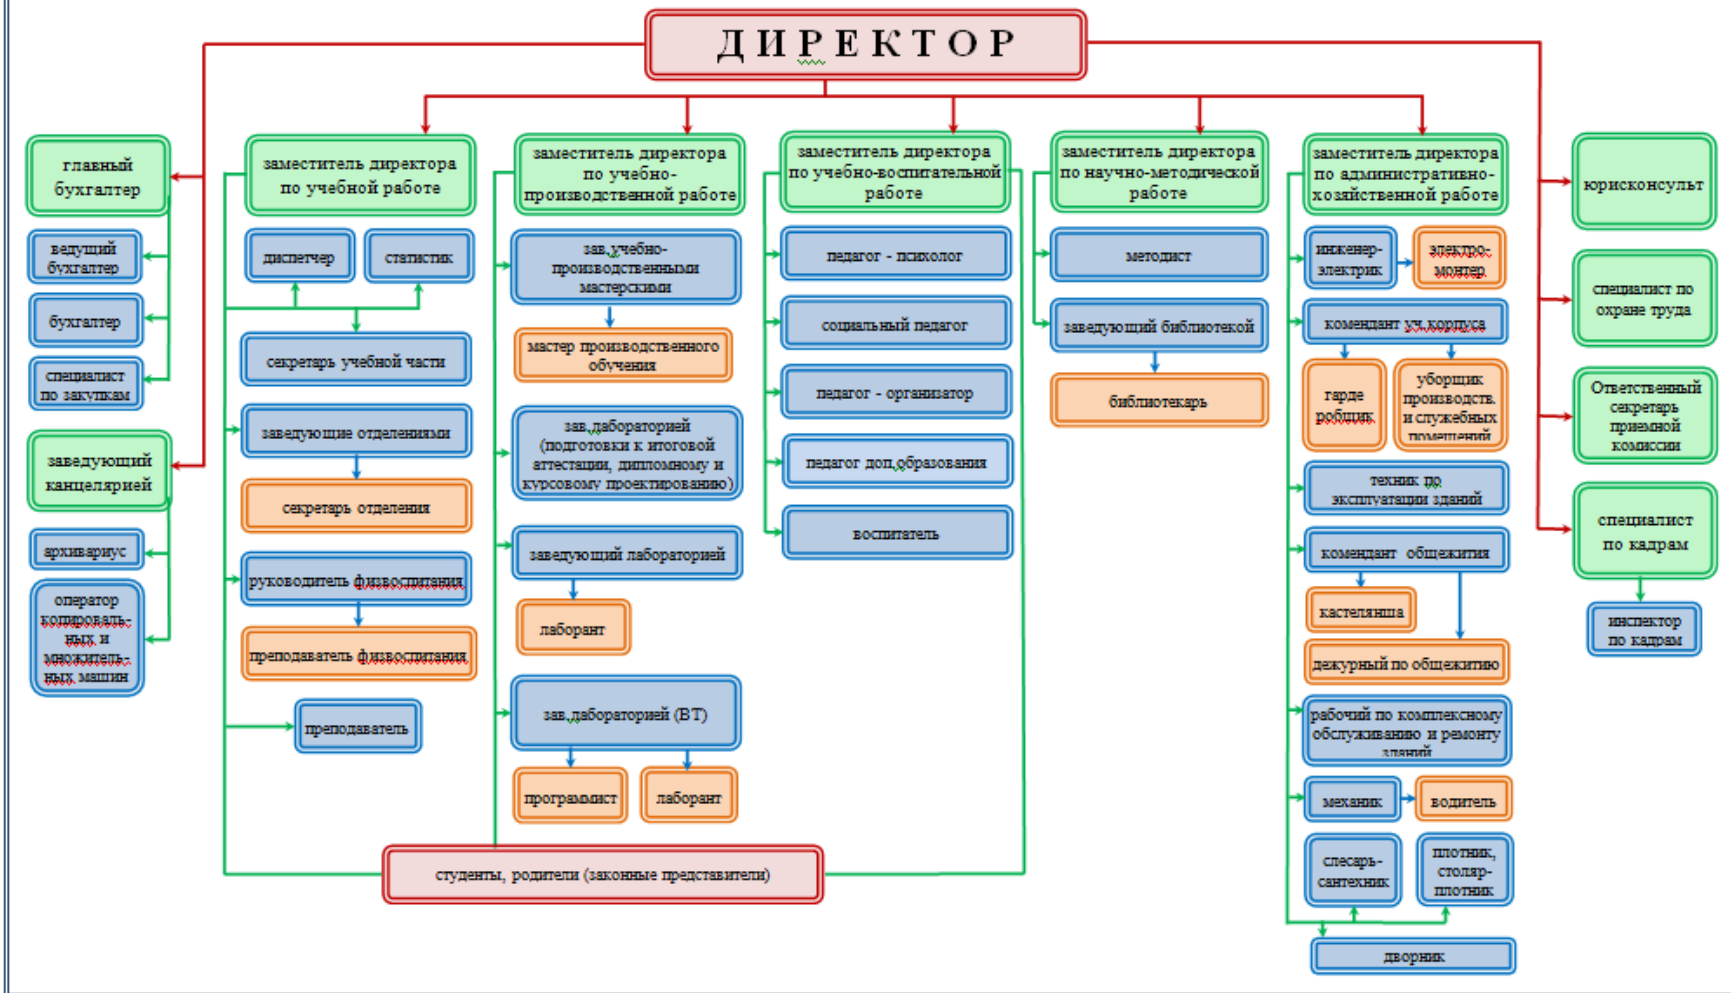 ДИРЕКТОР
главный
бухгалтер
ведущий
бухгалтер
бухгалтер
специалист
по закупкам
заведующий
канцелярией
архивариус
оператор
копироваль-
ных и
множитель-
ных машин
заместитель директора
по учебной работе
диспетчер
статистик
секретарь учебной части
заведующие отделениями
секретарь отделения
руководитель физвоспитания
преподаватель физвоспитания
преподаватель
заместитель директора
по учебно-
производственной работе
зав.учебно-
производственными
мастерскими
мастер производственного
обучения
зав.лабораторией
(подготовки к итоговой
аттестации, дипломному и
курсовому проектированию)
заведующий лабораторией
лаборант
зав.лабораторией (ВТ)
программист
лаборант
студенты, родители (законные представители)
заместитель директора
по учебно-воспитательной
работе
педагог - психолог
социальный педагог
педагог - организатор
педагог доп.образования
воспитатель
заместитель директора
по научно-методической
работе
методист
заведующий библиотекой
библиотекарь
заместитель директора
по административно-
хозяйственной работе
инженер-
электрик
электро-
монтер
комендант уч.корпуса
гарде
робщик
уборщик
производств.
и служебных
помещений
техник по
эксплуатации зданий
комендант общежития
кастелянша
дежурный по общежитию
рабочий по комплексному
обслуживанию и ремонту
зданий
механик
водитель
слесарь-
сантехник
плотник,
столяр-
плотник
дворник
юрисконсульт
специалист по
охране труда
Ответственный
секретарь
приемной
комиссии
специалист
по кадрам
инспектор
по кадрам